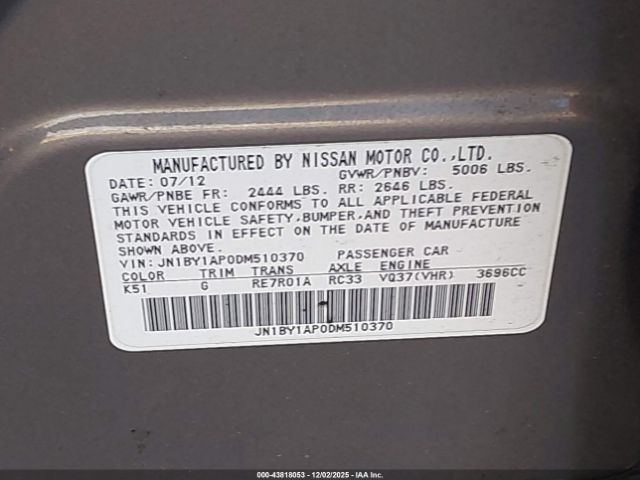 MANUFACTURED BY NISSAN MOTOR CO.,LTD.
DATE: 07/12 GVWR/PNBV: 5006 LBS.
GAWR/PNBE FR: 2444 LBS. RR: 2646 LBS.
THIS VEHICLE CONFORMS TO ALL APPLICABLE FEDERAL
MOTOR VEHICLE SAFETY,BUMPER,AND THEFT PREVENTION
STANDARDS IN EFFECT ON THE DATE OF MANUFACTURE
SHOWN ABOVE.
VIN: JN1BY1AP0DM510370 PASSENGER CAR
COLOR TRIM TRANS AXLE ENGINE
K51 G RE7R01A RC33 VQ37(VHR) 3696CC
JN1BY1AP0DM510370
000-43818053 - 12/02/2025 - IAA Inc.